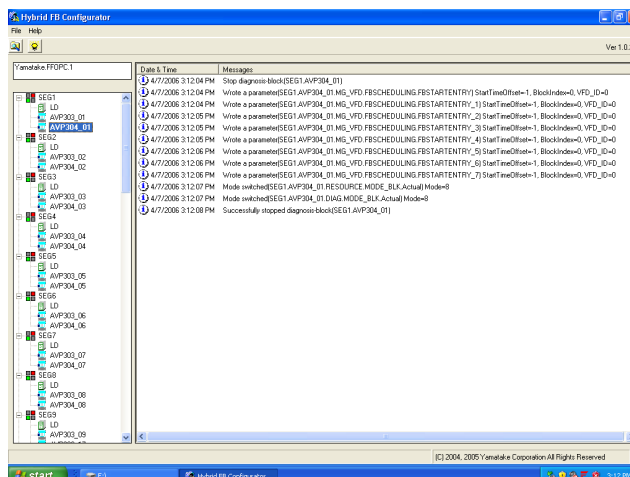 Hybrid FB Configurator
File Help
Ver 1.0.
Yamatake.FFOPC.1
SEG1
LD
AVP303_01
AVP304_01
SEG2
LD
AVP303_02
AVP304_02
SEG3
LD
AVP303_03
AVP304_03
SEG4
LD
AVP303_04
AVP304_04
SEG5
LD
AVP303_05
AVP304_05
SEG6
LD
AVP303_06
AVP304_06
SEG7
LD
AVP303_07
AVP304_07
SEG8
LD
AVP303_08
AVP304_08
SEG9
LD
AVP303_09
Date & Time Messages
4/7/2006 3:12:04 PM Stop diagnosis-block(SEG1.AVP304_01)
4/7/2006 3:12:04 PM Wrote a parameter(SEG1.AVP304_01.MG_VFD.FBSCHEDULING.FBSTARTENTRY) StartTimeOffset=-1, BlockIndex=0, VFD_ID=0
4/7/2006 3:12:04 PM Wrote a parameter(SEG1.AVP304_01.MG_VFD.FBSCHEDULING.FBSTARTENTRY_1) StartTimeOffset=-1, BlockIndex=0, VFD_ID=0
4/7/2006 3:12:05 PM Wrote a parameter(SEG1.AVP304_01.MG_VFD.FBSCHEDULING.FBSTARTENTRY_2) StartTimeOffset=-1, BlockIndex=0, VFD_ID=0
4/7/2006 3:12:05 PM Wrote a parameter(SEG1.AVP304_01.MG_VFD.FBSCHEDULING.FBSTARTENTRY_3) StartTimeOffset=-1, BlockIndex=0, VFD_ID=0
4/7/2006 3:12:05 PM Wrote a parameter(SEG1.AVP304_01.MG_VFD.FBSCHEDULING.FBSTARTENTRY_4) StartTimeOffset=-1, BlockIndex=0, VFD_ID=0
4/7/2006 3:12:06 PM Wrote a parameter(SEG1.AVP304_01.MG_VFD.FBSCHEDULING.FBSTARTENTRY_5) StartTimeOffset=-1, BlockIndex=0, VFD_ID=0
4/7/2006 3:12:06 PM Wrote a parameter(SEG1.AVP304_01.MG_VFD.FBSCHEDULING.FBSTARTENTRY_6) StartTimeOffset=-1, BlockIndex=0, VFD_ID=0
4/7/2006 3:12:06 PM Wrote a parameter(SEG1.AVP304_01.MG_VFD.FBSCHEDULING.FBSTARTENTRY_7) StartTimeOffset=-1, BlockIndex=0, VFD_ID=0
4/7/2006 3:12:07 PM Mode switched(SEG1.AVP304_01.RESOURCE.MODE_BLK.Actual) Mode=8
4/7/2006 3:12:07 PM Mode switched(SEG1.AVP304_01.DIAG.MODE_BLK.Actual) Mode=8
4/7/2006 3:12:08 PM Successfully stopped diagnosis-block(SEG1.AVP304_01)
(C) 2004, 2005 Yamatake Corporation All Rights Reserved
start
Hybrid FB Configurator
3:12 PM